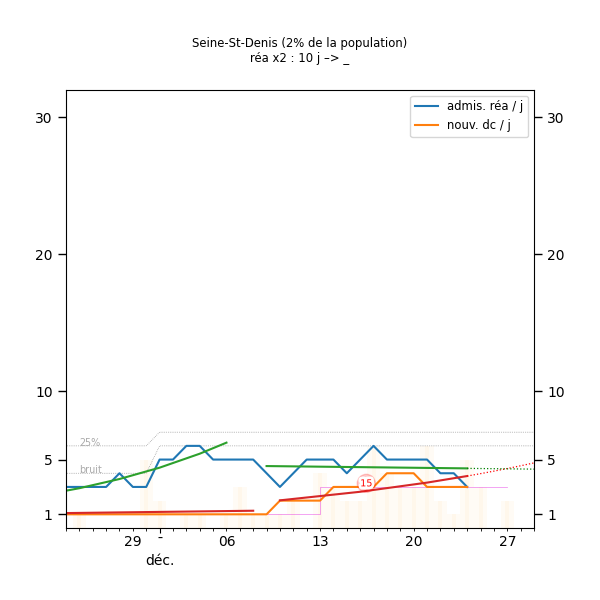 Seine-St-Denis (2% de la population)
réa x2 : 10 j –> _
admis. réa / j
nouv. dc / j
30 30
20 20
10 10
25%
bruit
5 5
15
1 1
29 - 06 13 20 27
déc.